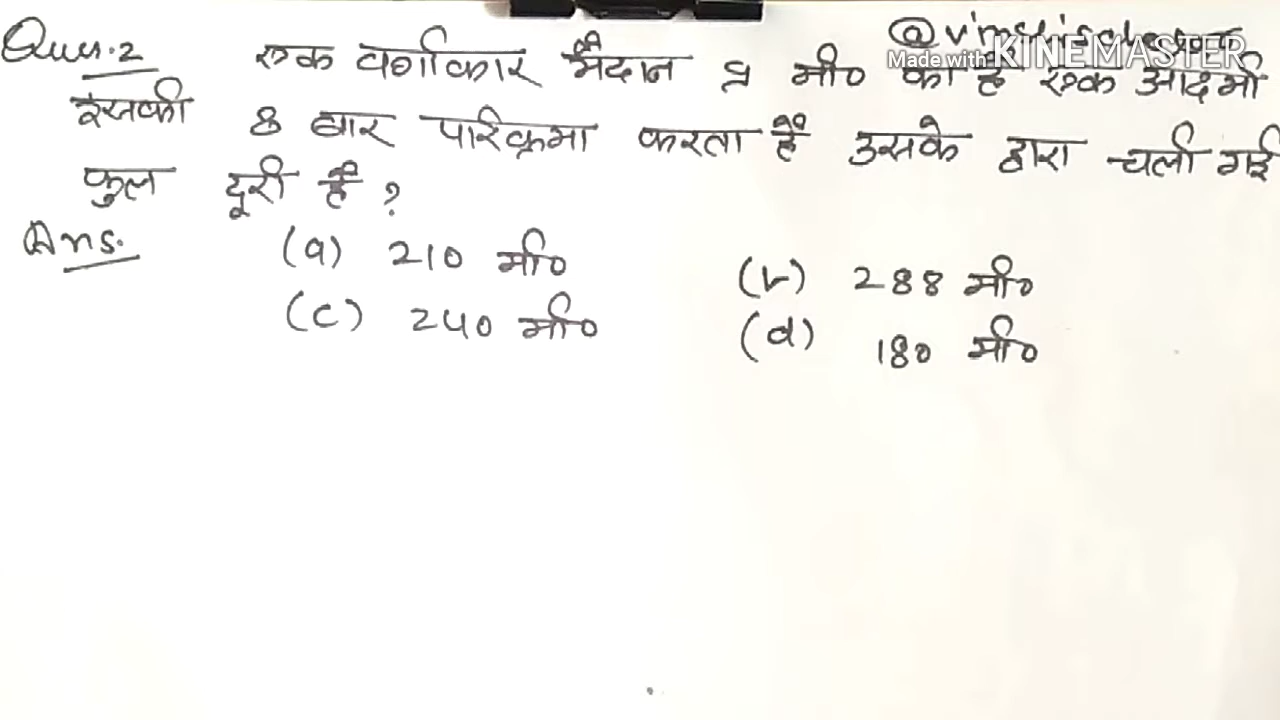 @vimlis
Made with KINEMASTER
Ques.2 एक वर्गाकार मैदान 9 मी० का है एक आदमी
इसकी 8 बार परिक्रमा करता है उसके द्वारा चली गई
कुल दूरी है ?
Ans. (a) 210 मी० (b) 288 मी०
(c) 240 मी० (d) 180 मी०